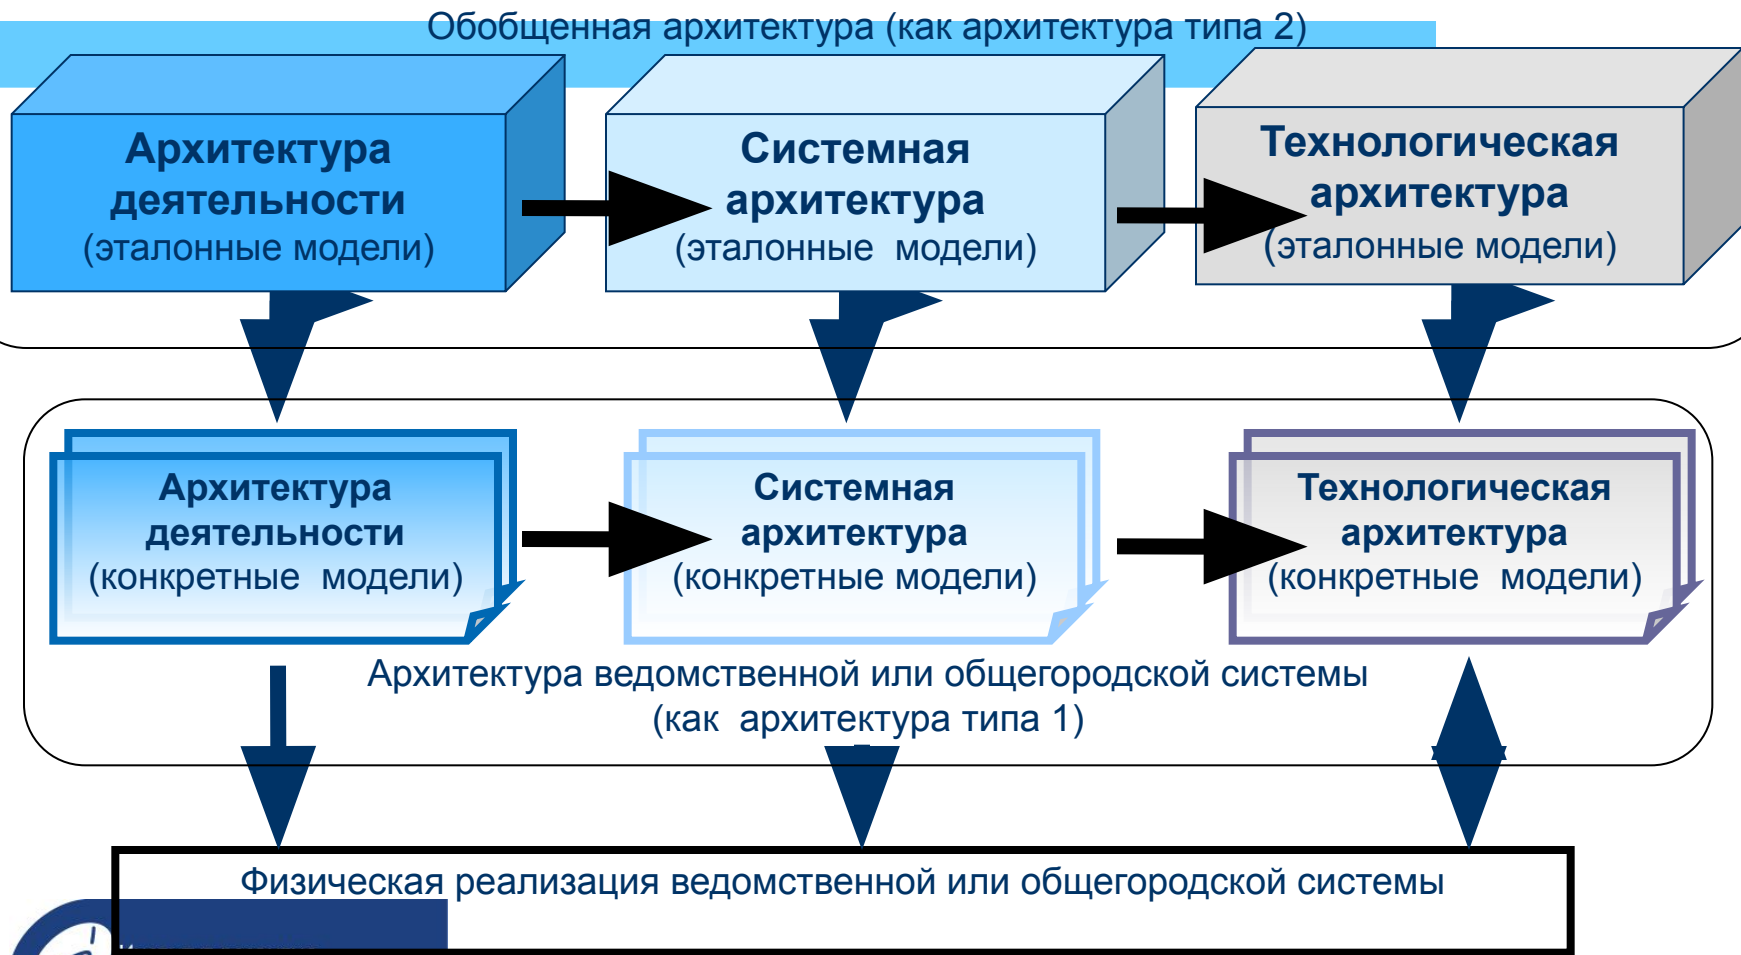 Обобщенная архитектура (как архитектура типа 2)
Архитектура
деятельности
(эталонные модели)
Системная
архитектура
(эталонные модели)
Технологическая
архитектура
(эталонные модели)
Архитектура
деятельности
(конкретные модели)
Системная
архитектура
(конкретные модели)
Технологическая
архитектура
(конкретные модели)
Архитектура ведомственной или общегородской системы
(как архитектура типа 1)
Физическая реализация ведомственной или общегородской системы